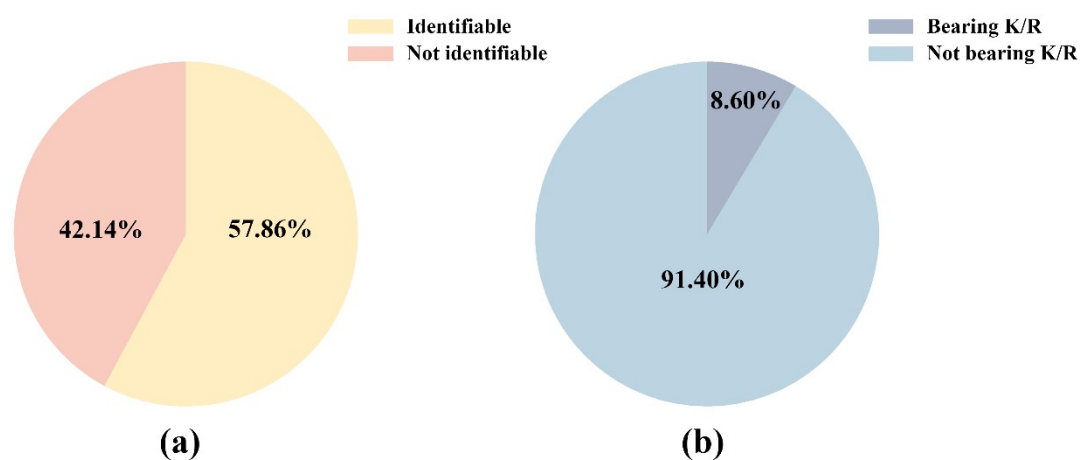 Identifiable
Not identifiable
42.14%
57.86%
(a)
Bearing K/R
Not bearing K/R
8.60%
91.40%
(b)